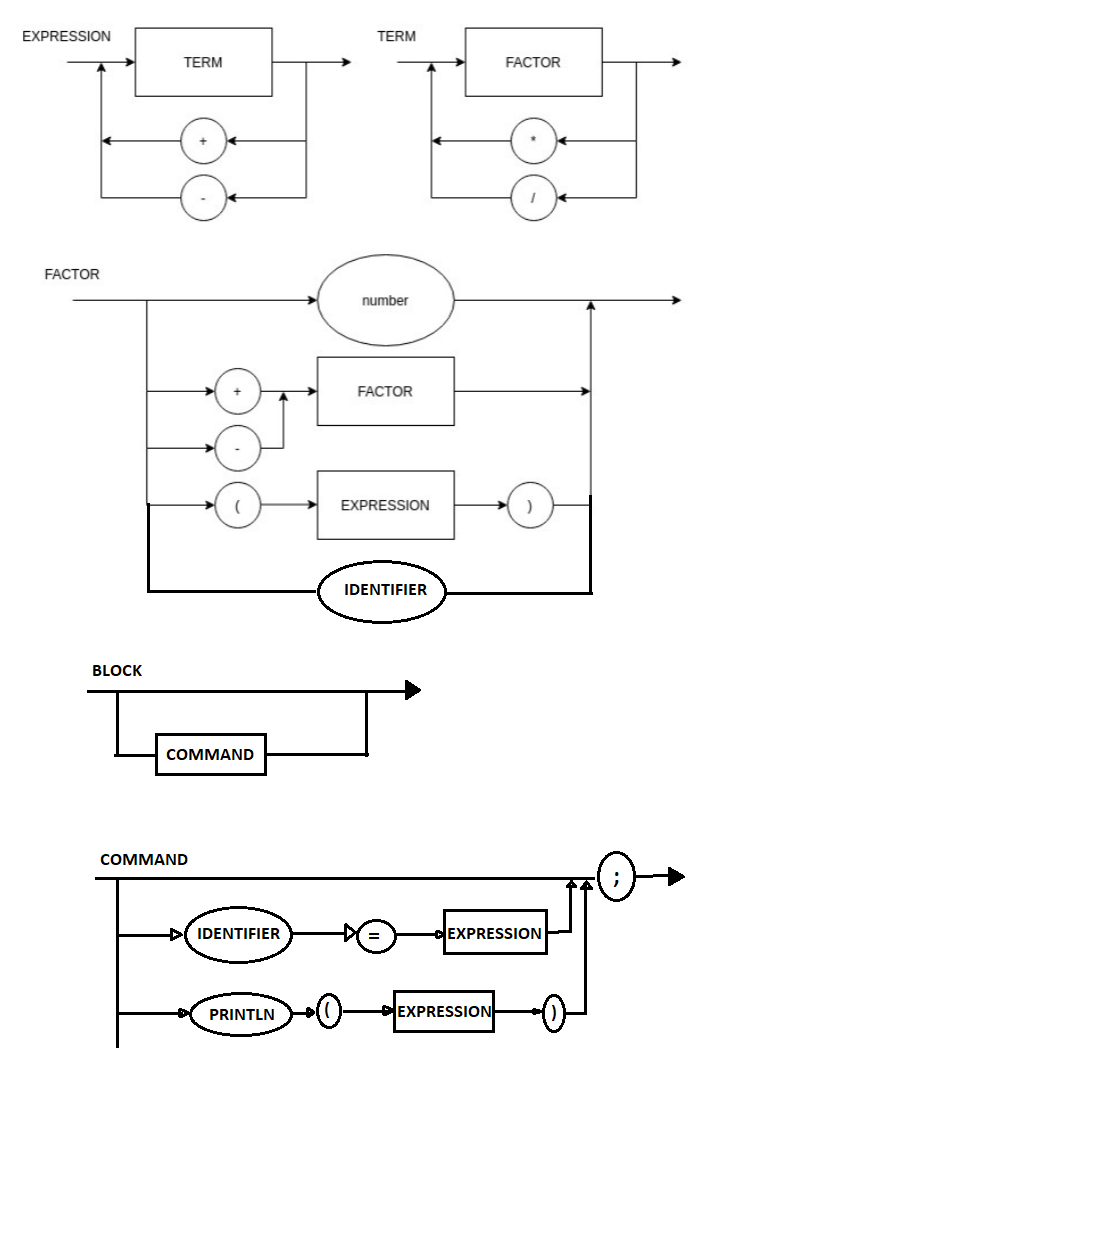 EXPRESSION
TERM
+
-
TERM
FACTOR
*
/
FACTOR
number
+
FACTOR
-
(
EXPRESSION
)
IDENTIFIER
BLOCK
COMMAND
COMMAND
;
IDENTIFIER
=
EXPRESSION
PRINTLN
(
EXPRESSION
)